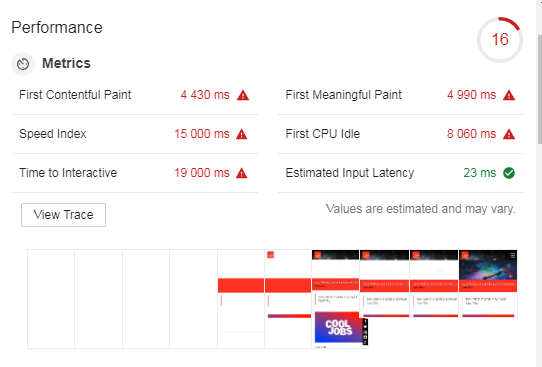 Performance
16
Metrics
First Contentful Paint 4 430 ms
First Meaningful Paint 4 990 ms
Speed Index 15 000 ms
First CPU Idle 8 060 ms
Time to Interactive 19 000 ms
Estimated Input Latency 23 ms
View Trace
Values are estimated and may vary.
COOL
JOBS